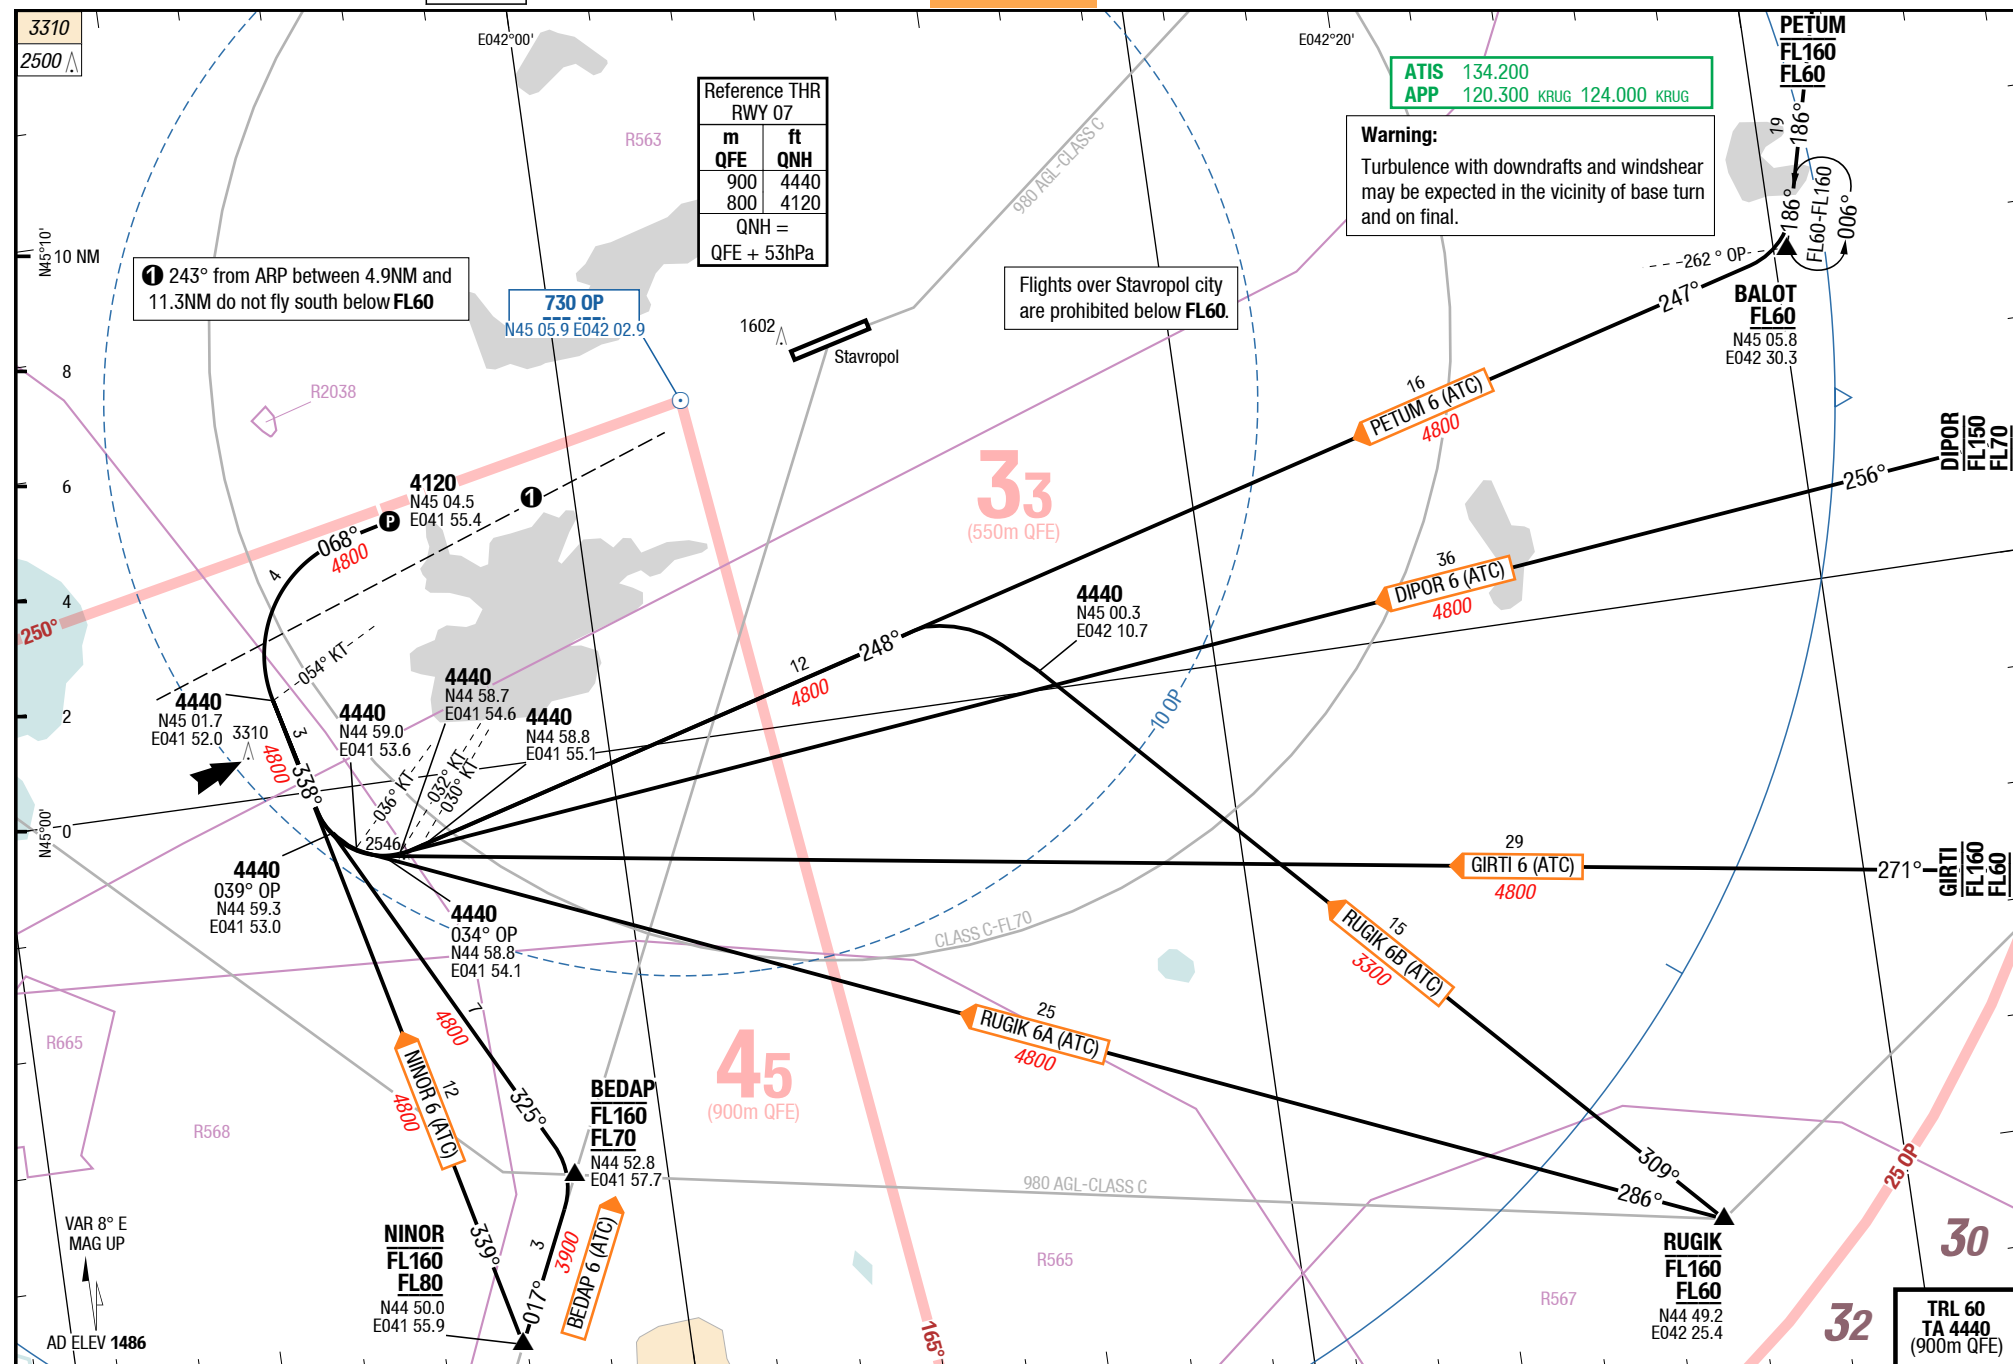 3310
2500
E042°00'
E042°20'
PETUM
FL160
FL60
186°
19
186°
FL60-FL160
006°
ATIS 134.200
APP 120.300 KRUG 124.000 KRUG
Warning:
Turbulence with downdrafts and windshear
may be expected in the vicinity of base turn
and on final.
Reference THR
RWY 07
m ft
QFE QNH
900 4440
800 4120
QNH =
QFE + 53hPa
R563
980 AGL-CLASS C
N45°10'
10 NM
8
6
4
2
0
N45°00'
1 243° from ARP between 4.9NM and
11.3NM do not fly south below FL60
730 OP
N45 05.9 E042 02.9
1602
Stavropol
Flights over Stavropol city
are prohibited below FL60.
262 ° OP
247°
BALOT
FL60
N45 05.8
E042 30.3
R2038
16
PETUM 6 (ATC)
4800
DIPOR
FL150
FL70
256°
4120
N45 04.5
E041 55.4
P
1
068°
4800
4
33
(550m QFE)
36
DIPOR 6 (ATC)
4800
250°
054° KT
4440
N45 00.3
E042 10.7
248°
12
4800
4440
N45 01.7
E041 52.0
3310
3
4800
338°
4440
N44 59.0
E041 53.6
4440
N44 58.7
E041 54.6
4440
N44 58.8
E041 55.1
036° KT
032° KT
030° KT
2546
10 OP
4440
039° OP
N44 59.3
E041 53.0
4440
034° OP
N44 58.8
E041 54.1
29
GIRTI 6 (ATC)
4800
271°
GIRTI
FL160
FL60
CLASS C-FL70
15
RUGIK 6B (ATC)
3300
25
RUGIK 6A (ATC)
4800
R665
R568
7
4800
12
NINOR 6 (ATC)
4800
325°
45
(900m QFE)
BEDAP
FL160
FL70
N44 52.8
E041 57.7
980 AGL-CLASS C
309°
286°
25 OP
VAR 8° E
MAG UP
AD ELEV 1486
NINOR
FL160
FL80
N44 50.0
E041 55.9
339°
017°
3
3900
BEDAP 6 (ATC)
165°
R565
R567
RUGIK
FL160
FL60
N44 49.2
E042 25.4
30
32
TRL 60
TA 4440
(900m QFE)